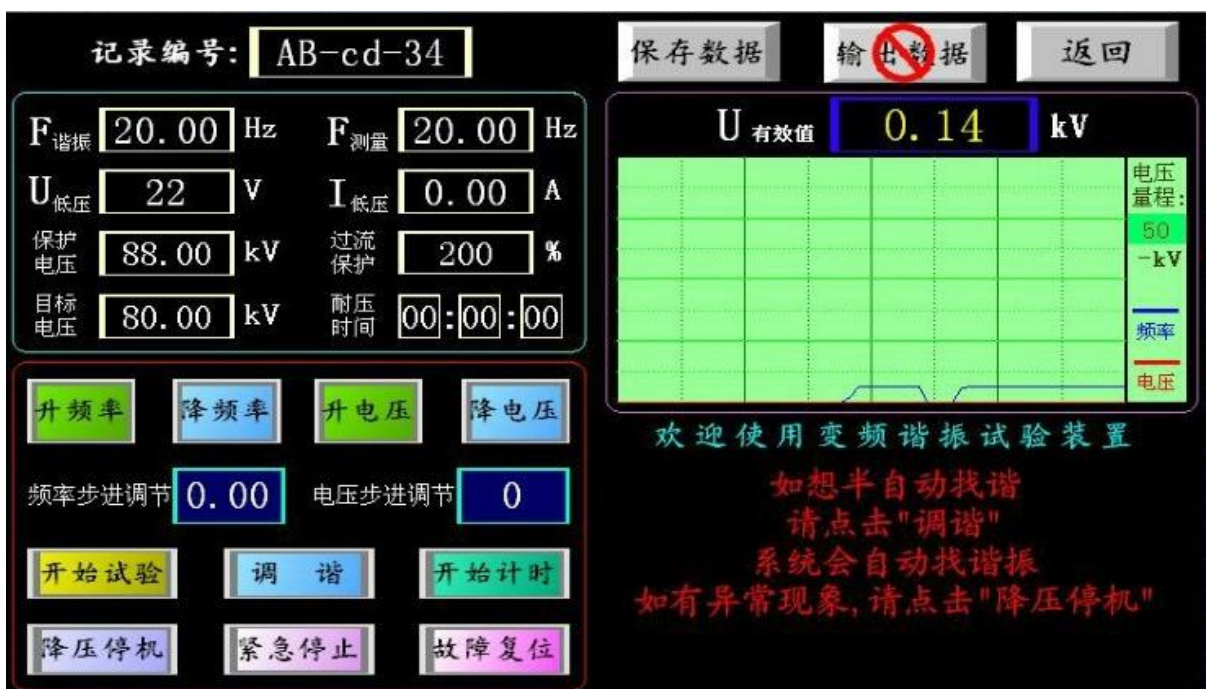 记录编号: AB-cd-34 保存数据 输出数据 返回
F谐振 20.00 Hz F测量 20.00 Hz
U低压 22 V I低压 0.00 A
保护电压 88.00 kV 过流保护 200 %
目标电压 80.00 kV 耐压时间 00:00:00
U有效值 0.14 kV
电压
量程:
50
-kV
频率
电压
升频率 降频率 升电压 降电压
频率步进调节 0.00 电压步进调节 0
开始试验 调 谐 开始计时
降压停机 紧急停止 故障复位
欢迎使用变频谐振试验装置
如想半自动找谐
请点击"调谐"
系统会自动找谐振
如有异常现象,请点击"降压停机"